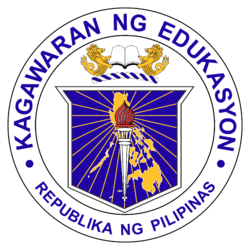 KAGAWARAN NG EDUKASYON
REPUBLIKA NG PILIPINAS